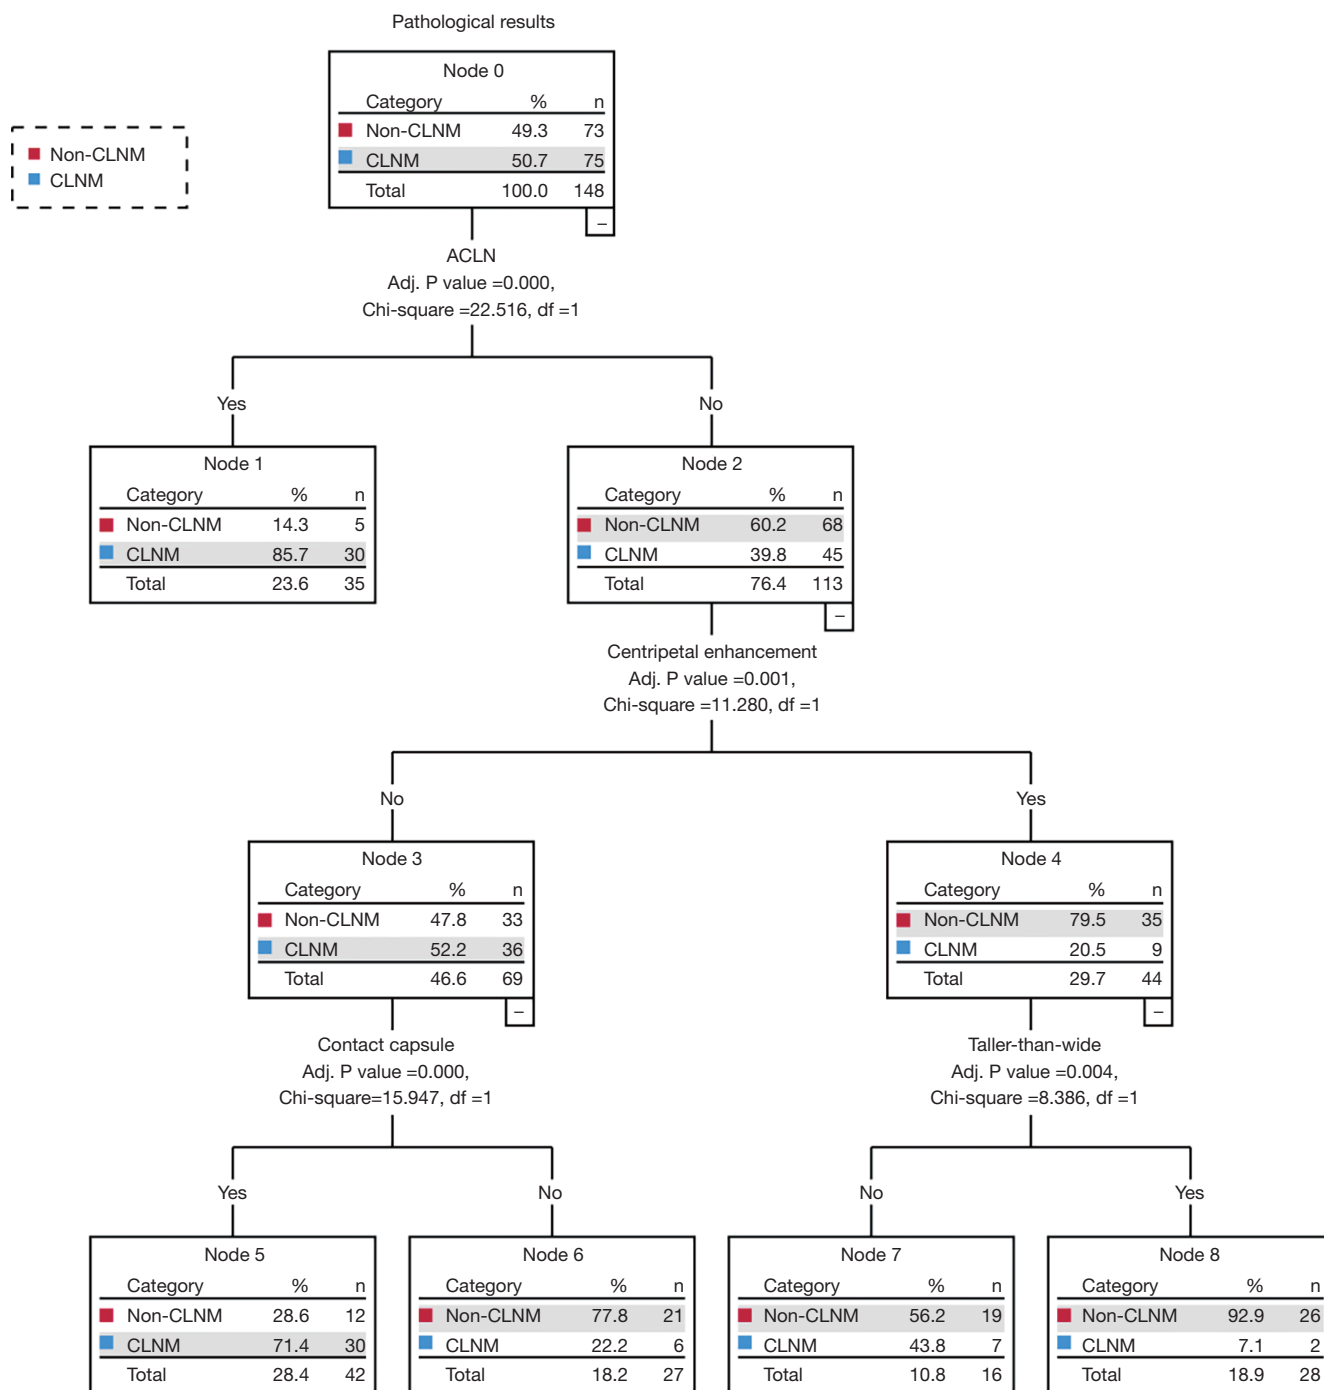 Pathological results
Node 0
Category % n
Non-CLNM 49.3 73
CLNM 50.7 75
Total 100.0 148
–
Non-CLNM
CLNM
ACLN
Adj. P value =0.000,
Chi-square =22.516, df =1
Yes No
Node 1
Category % n
Non-CLNM 14.3 5
CLNM 85.7 30
Total 23.6 35
Node 2
Category % n
Non-CLNM 60.2 68
CLNM 39.8 45
Total 76.4 113
–
Centripetal enhancement
Adj. P value =0.001,
Chi-square =11.280, df =1
No Yes
Node 3
Category % n
Non-CLNM 47.8 33
CLNM 52.2 36
Total 46.6 69
–
Node 4
Category % n
Non-CLNM 79.5 35
CLNM 20.5 9
Total 29.7 44
–
Contact capsule
Adj. P value =0.000,
Chi-square=15.947, df =1
Taller-than-wide
Adj. P value =0.004,
Chi-square =8.386, df =1
Yes No No Yes
Node 5
Category % n
Non-CLNM 28.6 12
CLNM 71.4 30
Total 28.4 42
Node 6
Category % n
Non-CLNM 77.8 21
CLNM 22.2 6
Total 18.2 27
Node 7
Category % n
Non-CLNM 56.2 19
CLNM 43.8 7
Total 10.8 16
Node 8
Category % n
Non-CLNM 92.9 26
CLNM 7.1 2
Total 18.9 28